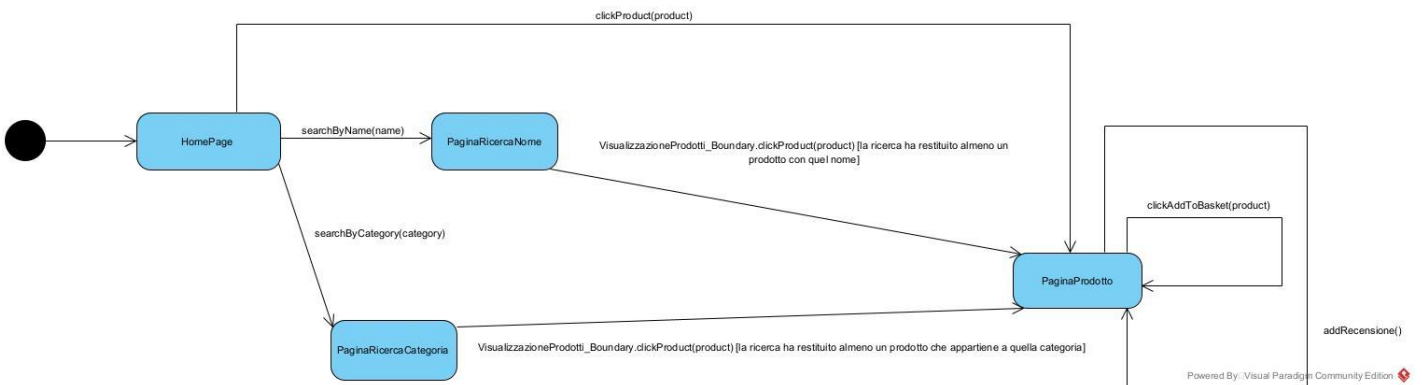 clickProduct(product)
HomePage
searchByName(name)
PaginaRicercaNome
VisualizzazioneProdotti_Boundary.clickProduct(product) [la ricerca ha restituito almeno un
prodotto con quel nome]
clickAddToBasket(product)
searchByCategory(category)
PaginaProdotto
addRecensione()
PaginaRicercaCategoria
VisualizzazioneProdotti_Boundary.clickProduct(product) [la ricerca ha restituito almeno un prodotto che appartiene a quella categoria]
Powered By Visual Paradigm Community Edition